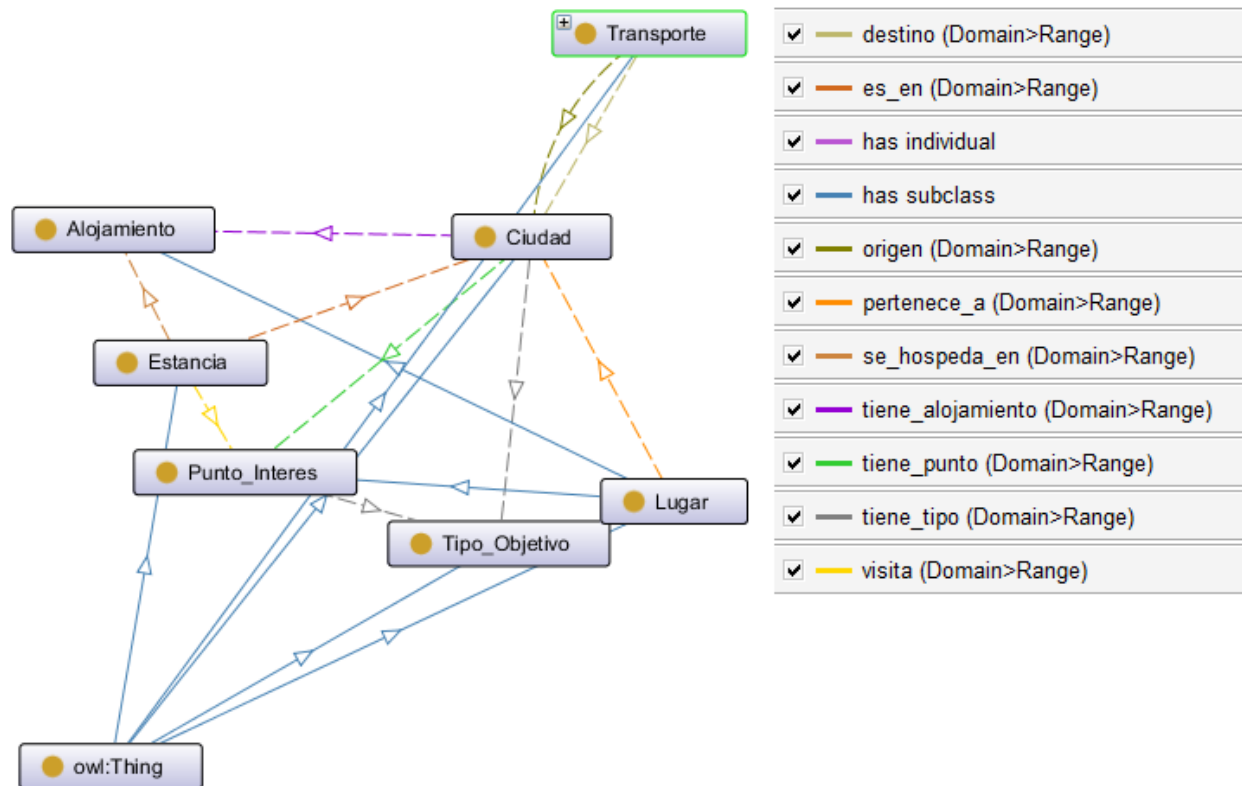 Transporte
Alojamiento
Ciudad
Estancia
Punto_Interes
Lugar
Tipo_Objetivo
owl:Thing
destino (Domain>Range)
es_en (Domain>Range)
has individual
has subclass
origen (Domain>Range)
pertenece_a (Domain>Range)
se_hospeda_en (Domain>Range)
tiene_alojamiento (Domain>Range)
tiene_punto (Domain>Range)
tiene_tipo (Domain>Range)
visita (Domain>Range)